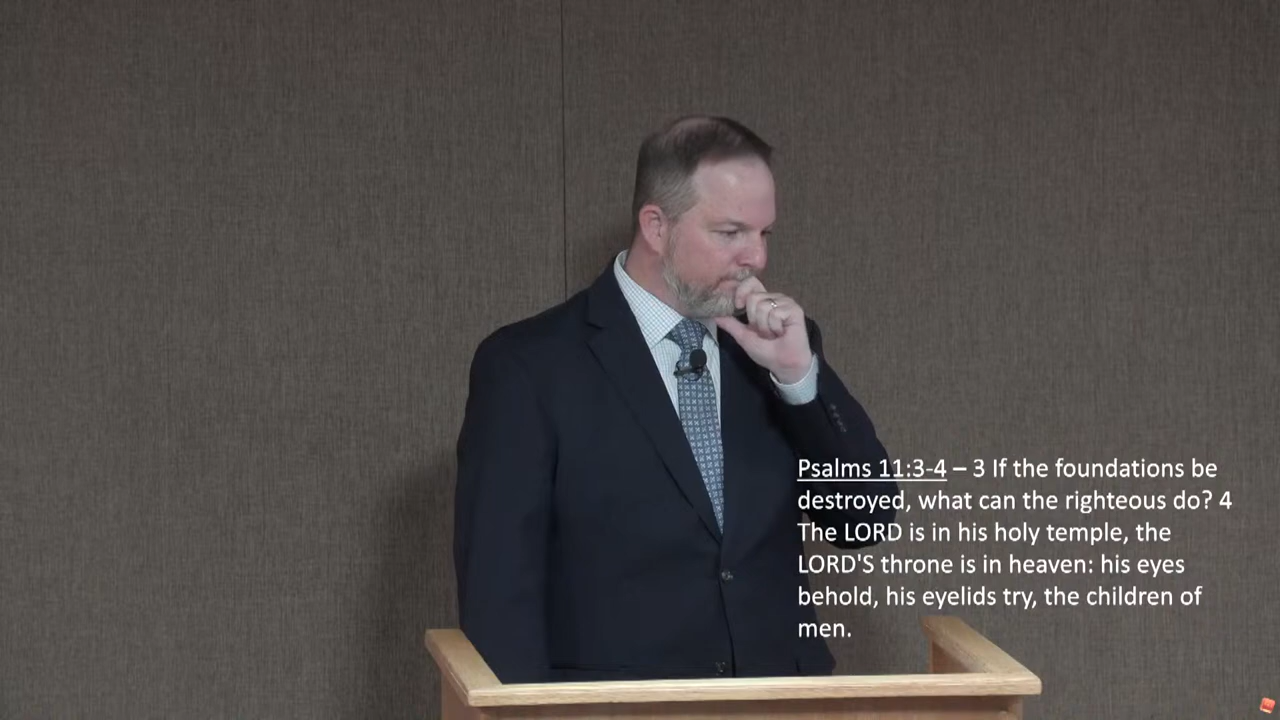 Psalms 11:3-4 – 3 If the foundations be
destroyed, what can the righteous do? 4
The LORD is in his holy temple, the
LORD'S throne is in heaven: his eyes
behold, his eyelids try, the children of
men.